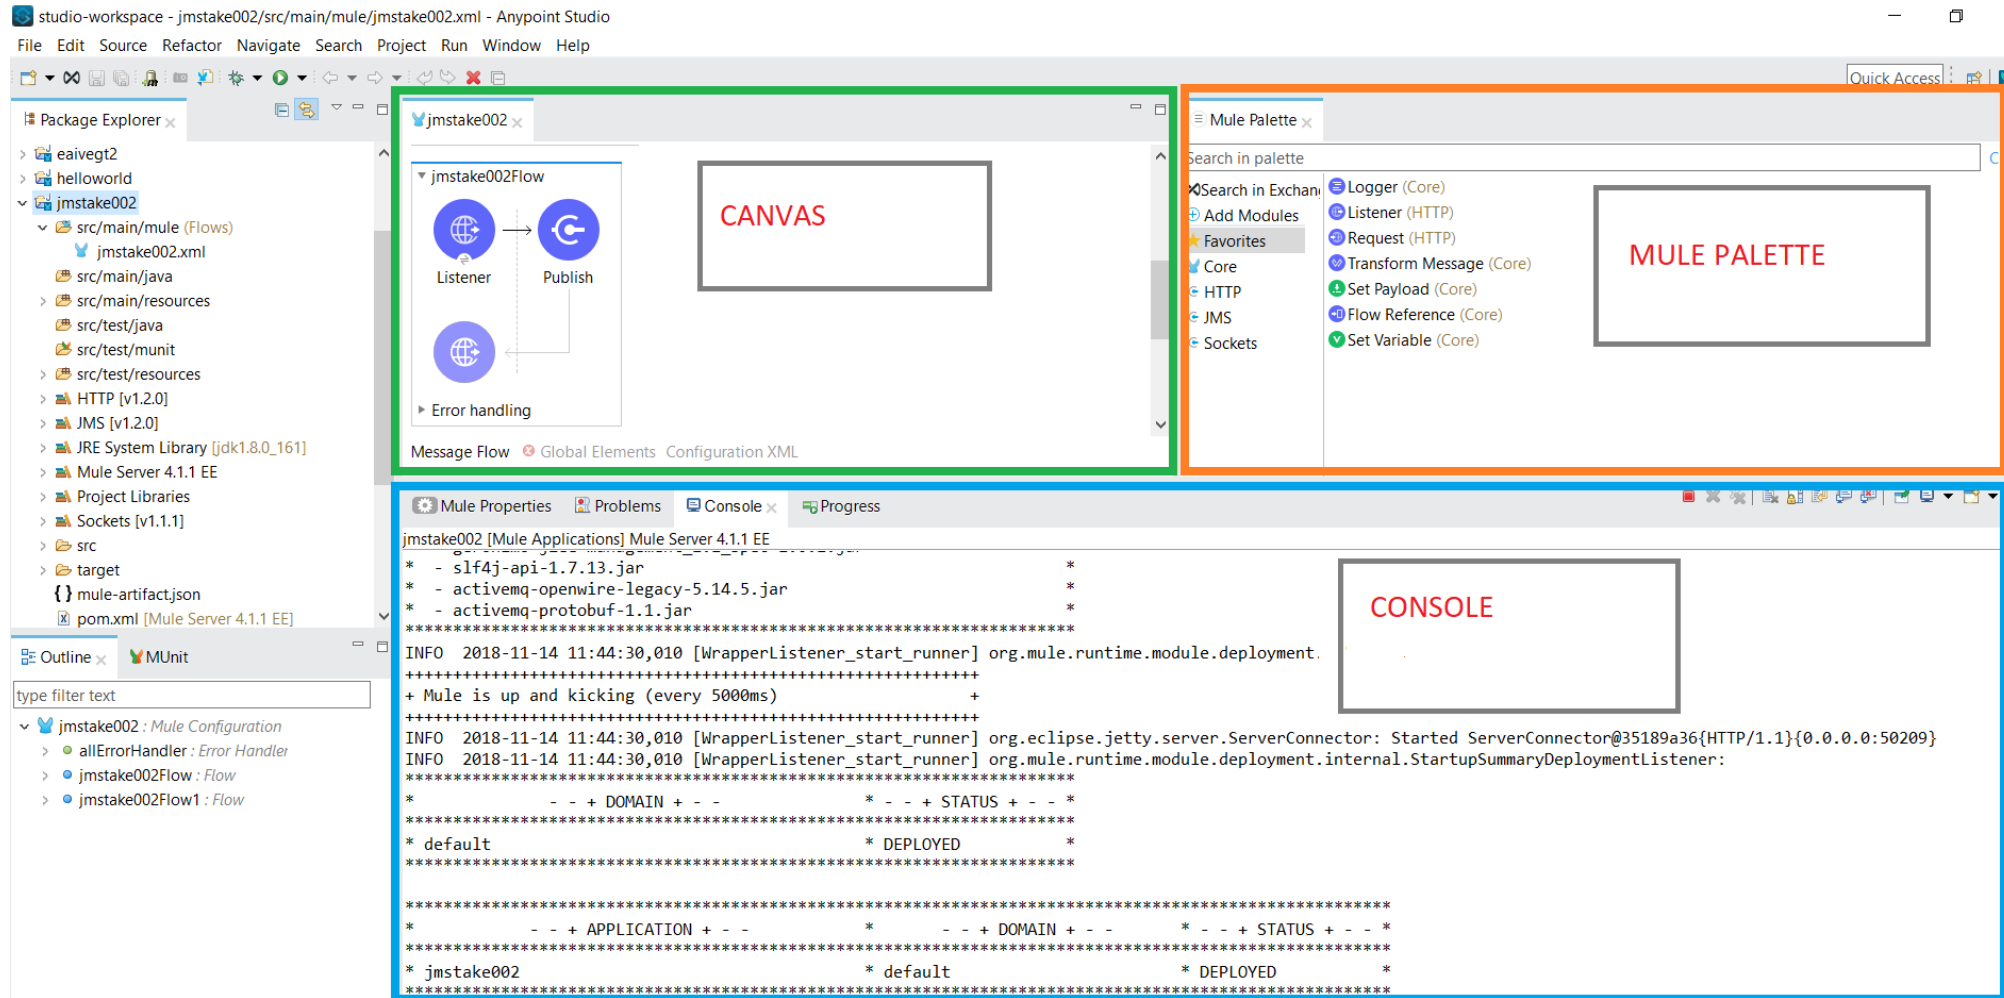 studio-workspace - jmstake002/src/main/mule/jmstake002.xml - Anypoint Studio
File Edit Source Refactor Navigate Search Project Run Window Help
Quick Access
Package Explorer
eaivegt2
helloworld
jmstake002
src/main/mule (Flows)
jmstake002.xml
src/main/java
src/main/resources
src/test/java
src/test/munit
src/test/resources
HTTP [v1.2.0]
JMS [v1.2.0]
JRE System Library [jdk1.8.0_161]
Mule Server 4.1.1 EE
Project Libraries
Sockets [v1.1.1]
src
target
mule-artifact.json
pom.xml [Mule Server 4.1.1 EE]
Outline MUnit
type filter text
jmstake002 : Mule Configuration
allErrorHandler : Error Handler
jmstake002Flow : Flow
jmstake002Flow1 : Flow
jmstake002
jmstake002Flow
Listener Publish
Error handling
CANVAS
Message Flow Global Elements Configuration XML
Mule Palette
Search in palette
Search in Exchan
Add Modules
Favorites
Core
HTTP
JMS
Sockets
Logger (Core)
Listener (HTTP)
Request (HTTP)
Transform Message (Core)
Set Payload (Core)
Flow Reference (Core)
Set Variable (Core)
MULE PALETTE
Mule Properties Problems Console Progress
jmstake002 [Mule Applications] Mule Server 4.1.1 EE
* - slf4j-api-1.7.13.jar *
* - activemq-openwire-legacy-5.14.5.jar *
* - activemq-protobuf-1.1.jar *
**********************************************************************
INFO 2018-11-14 11:44:30,010 [WrapperListener_start_runner] org.mule.runtime.module.deployment.
++++++++++++++++++++++++++++++++++++++++++++++++++++++++++++
+ Mule is up and kicking (every 5000ms) +
++++++++++++++++++++++++++++++++++++++++++++++++++++++++++++
INFO 2018-11-14 11:44:30,010 [WrapperListener_start_runner] org.eclipse.jetty.server.ServerConnector: Started ServerConnector@35189a36{HTTP/1.1}{0.0.0.0:50209}
INFO 2018-11-14 11:44:30,010 [WrapperListener_start_runner] org.mule.runtime.module.deployment.internal.StartupSummaryDeploymentListener:
**********************************************************************
* - - + DOMAIN + - - * - - + STATUS + - - *
**********************************************************************
* default * DEPLOYED *
**********************************************************************
*******************************************************************************************************
* - - + APPLICATION + - - * - - + DOMAIN + - - * - - + STATUS + - - *
*******************************************************************************************************
* jmstake002 * default * DEPLOYED *
*******************************************************************************************************
CONSOLE